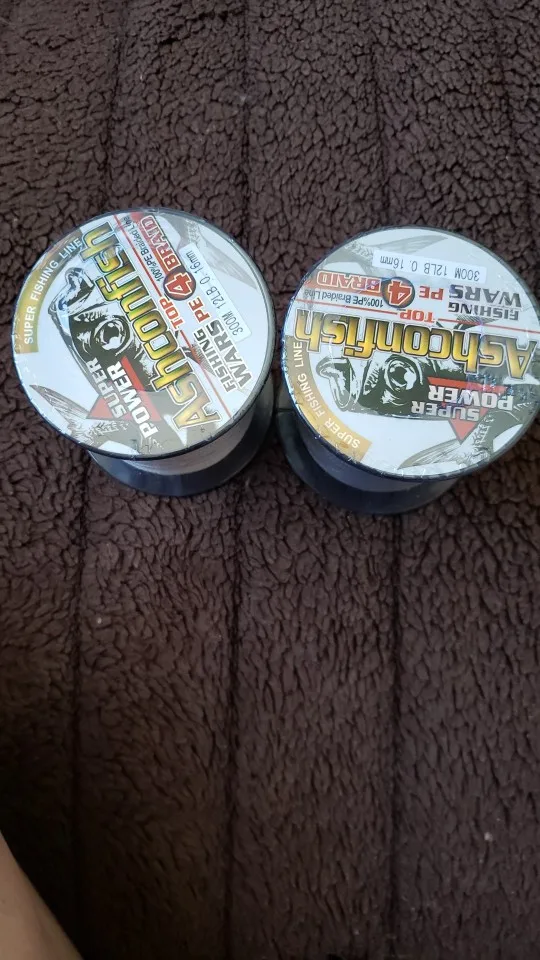 SUPER FISHING LINE
SUPER
POWER
Ashconfish
TOP 4 BRAID
100%PE Braided Line
FISHING
WARS PE
300M 12LB 0.16mm
SUPER FISHING LINE
SUPER
POWER
Ashconfish
TOP 4 BRAID
100%PE Braided Line
FISHING
WARS PE
300M 12LB 0.16mm